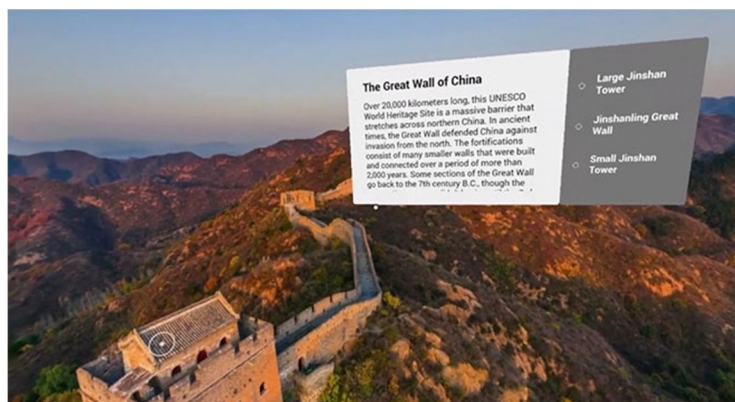 The Great Wall of China
Over 20,000 kilometers long, this UNESCO
World Heritage Site is a massive barrier that
stretches across northern China. In ancient
times, the Great Wall defended China against
invasion from the north. The fortifications
consist of many smaller walls that were built
and connected over a period of more than
2,000 years. Some sections of the Great Wall
go back to the 7th century B.C., though the
Large Jinshan
Tower
Jinshanling Great
Wall
Small Jinshan
Tower